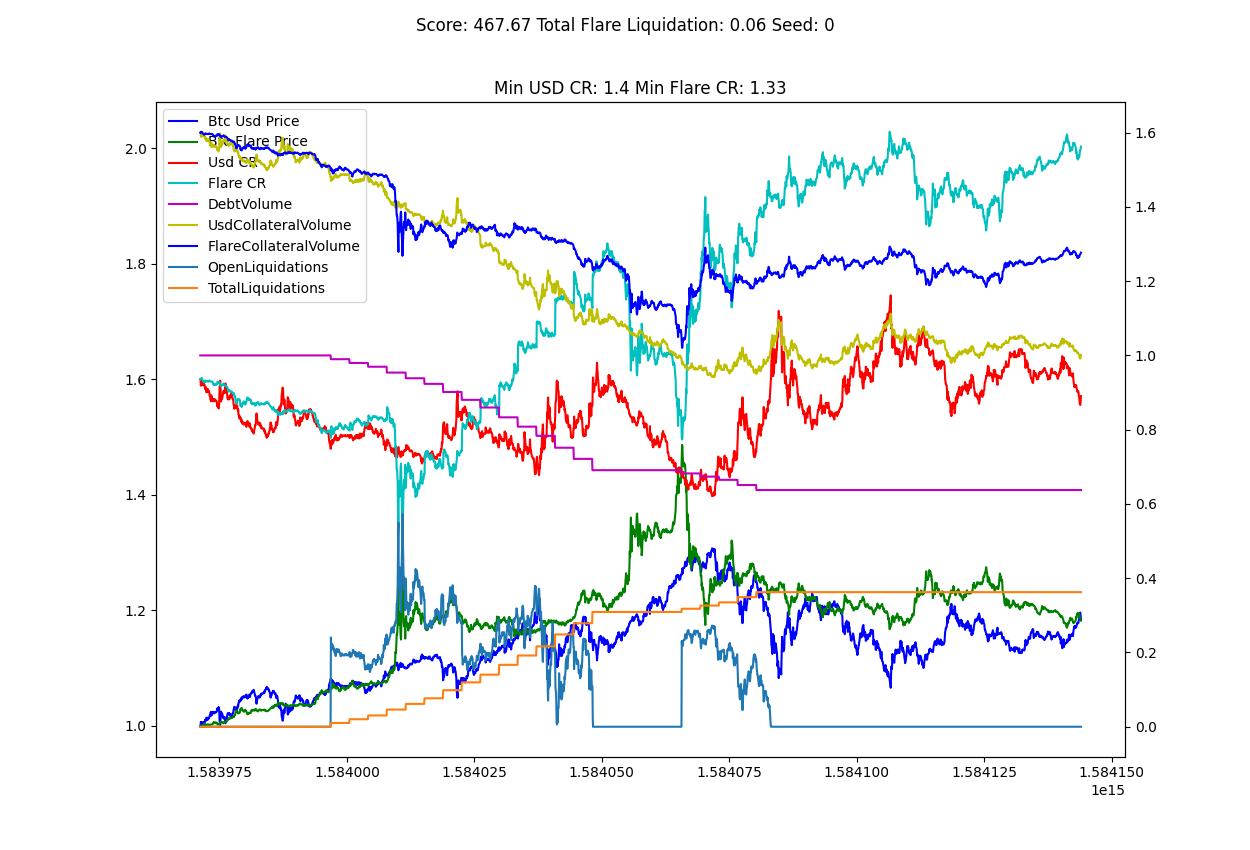 Score: 467.67 Total Flare Liquidation: 0.06 Seed: 0
Min USD CR: 1.4 Min Flare CR: 1.33
Btc Usd Price
Btc Flare Price
Usd CR
Flare CR
DebtVolume
UsdCollateralVolume
FlareCollateralVolume
OpenLiquidations
TotalLiquidations
2.0
1.8
1.6
1.4
1.2
1.0
1.6
1.4
1.2
1.0
0.8
0.6
0.4
0.2
0.0
1.583975 1.584000 1.584025 1.584050 1.584075 1.584100 1.584125 1.584150
1e15